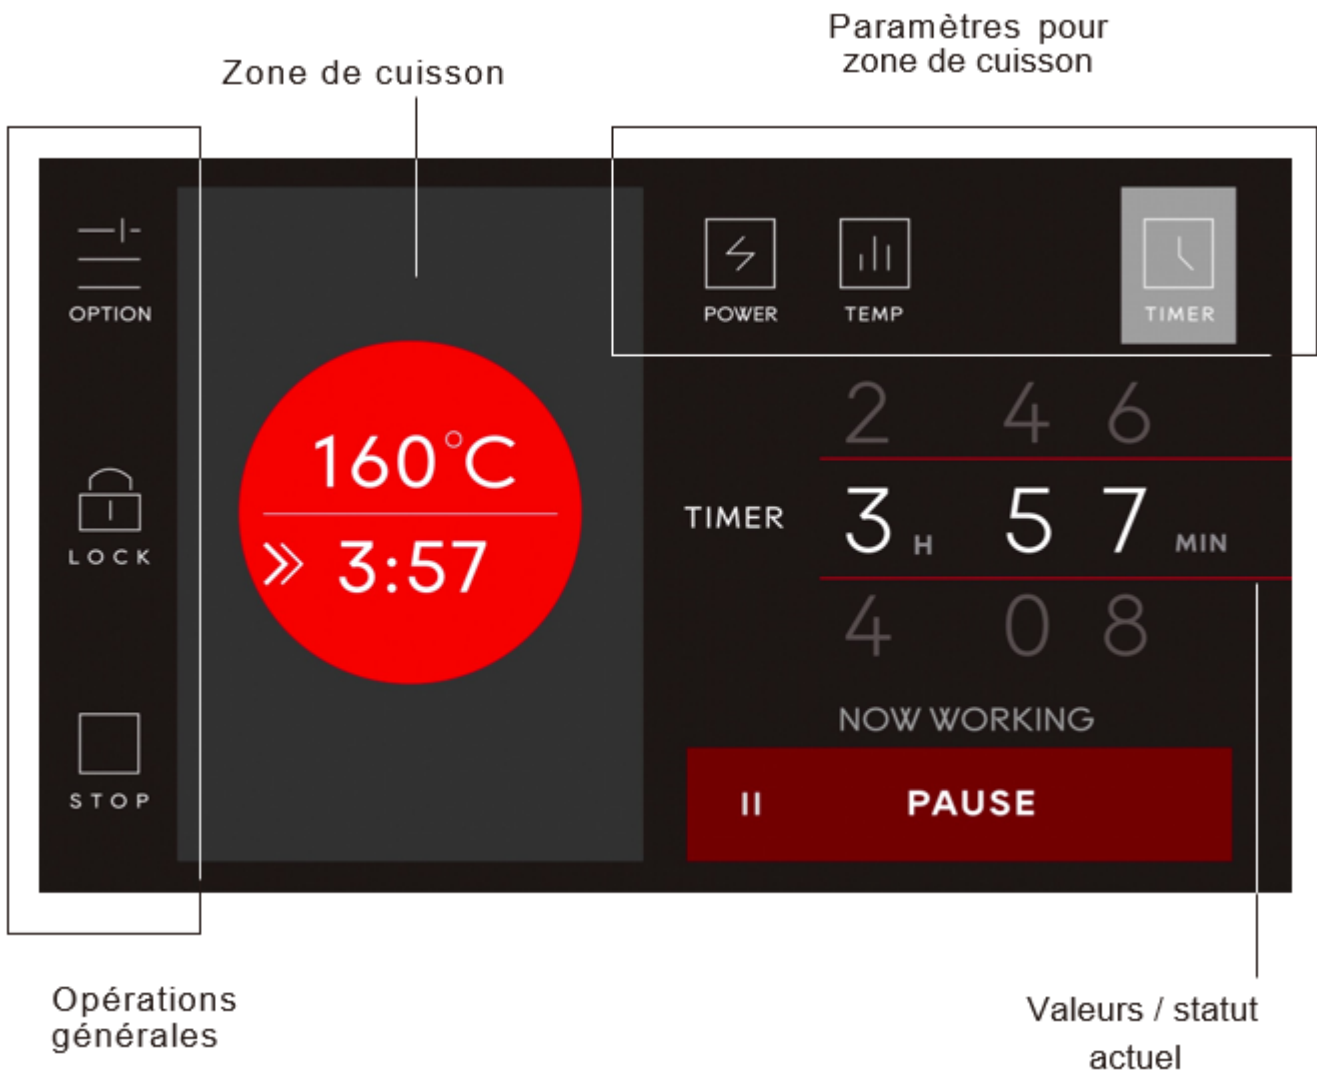 Paramètres pour
zone de cuisson
Zone de cuisson
OPTION
POWER
TEMP
TIMER
2 4 6
160°C
TIMER 3 H 5 7 MIN
LOCK
3:57
4 0 8
NOW WORKING
STOP
PAUSE
Opérations
générales
Valeurs / statut
actuel